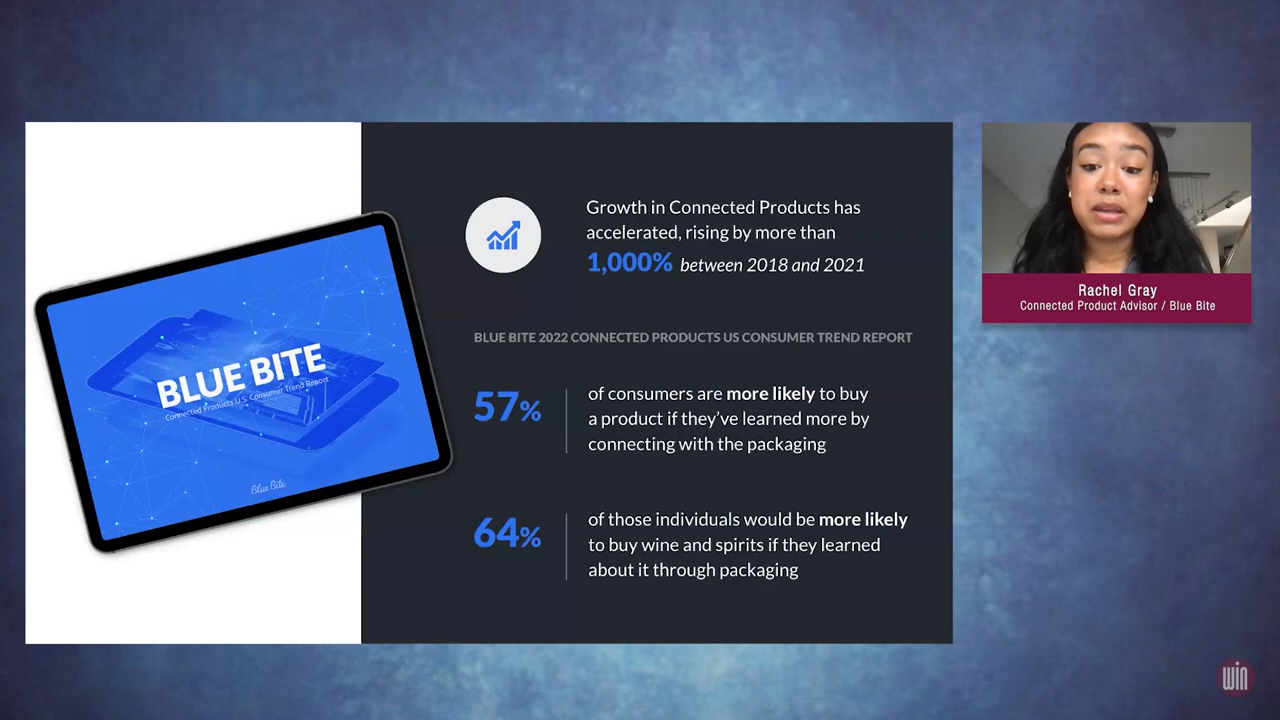 Growth in Connected Products has
accelerated, rising by more than
1,000% between 2018 and 2021
BLUE BITE 2022 CONNECTED PRODUCTS US CONSUMER TREND REPORT
57%
of consumers are more likely to buy
a product if they've learned more by
connecting with the packaging
64%
of those individuals would be more likely
to buy wine and spirits if they learned
about it through packaging
BLUE BITE
Connected Products U.S. Consumer Trend Report
Blue Bite
Rachel Gray
Connected Product Advisor / Blue Bite
win